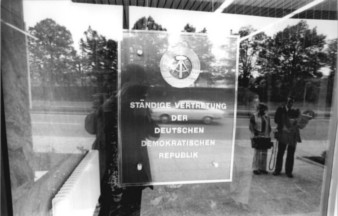 STÄNDIGE VERTRETUNG
DER
DEUTSCHEN
DEMOKRATISCHEN
REPUBLIK